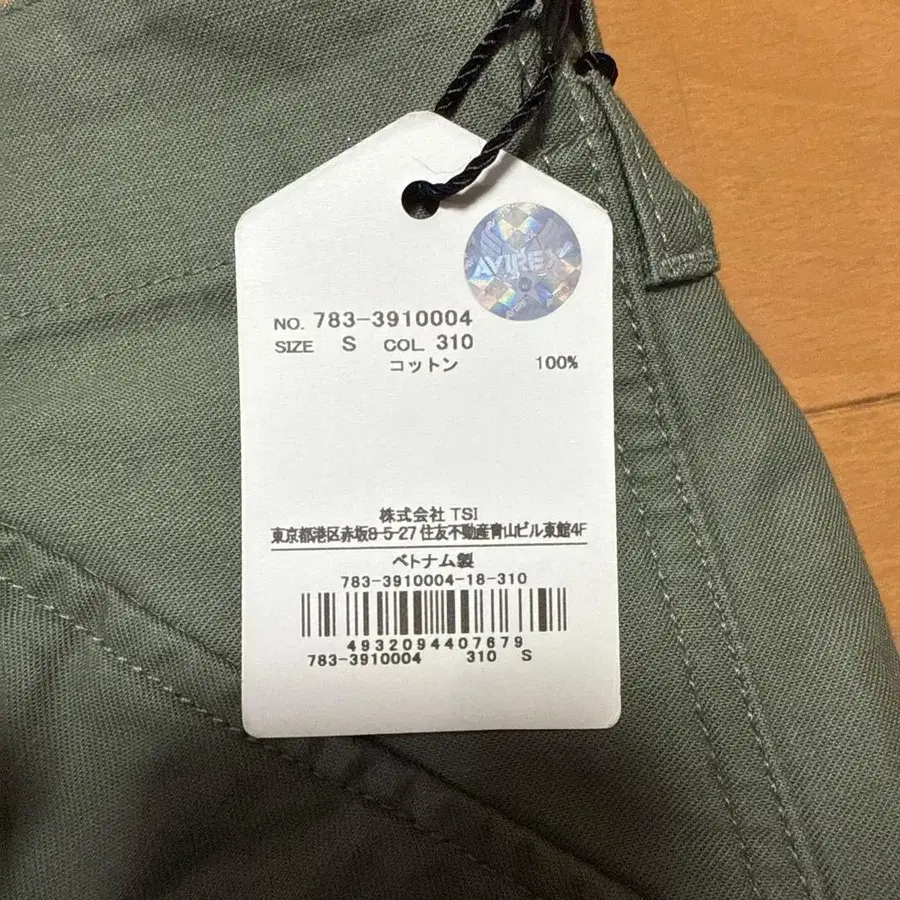 AVIREX
NO. 783-3910004
SIZE S COL. 310
コットン 100%
株式会社 TSI
東京都港区赤坂8-5-27 住友不動産青山ビル東館4F
ベトナム製
783-3910004-18-310
4932094407679
783-3910004 310 S